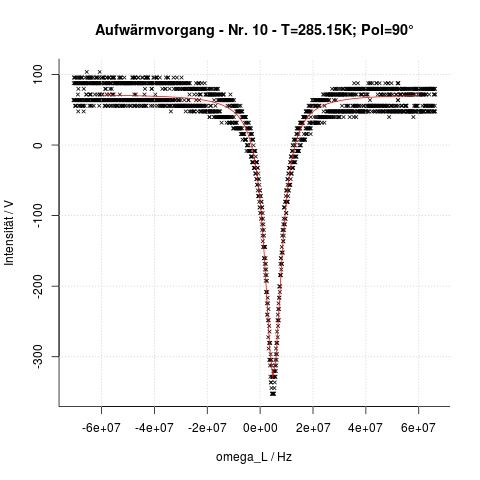 Aufwärmvorgang - Nr. 10 - T=285.15K; Pol=90°
100
0
-100
-200
-300
Intensität / V
-6e+07 -4e+07 -2e+07 0e+00 2e+07 4e+07 6e+07
omega_L / Hz